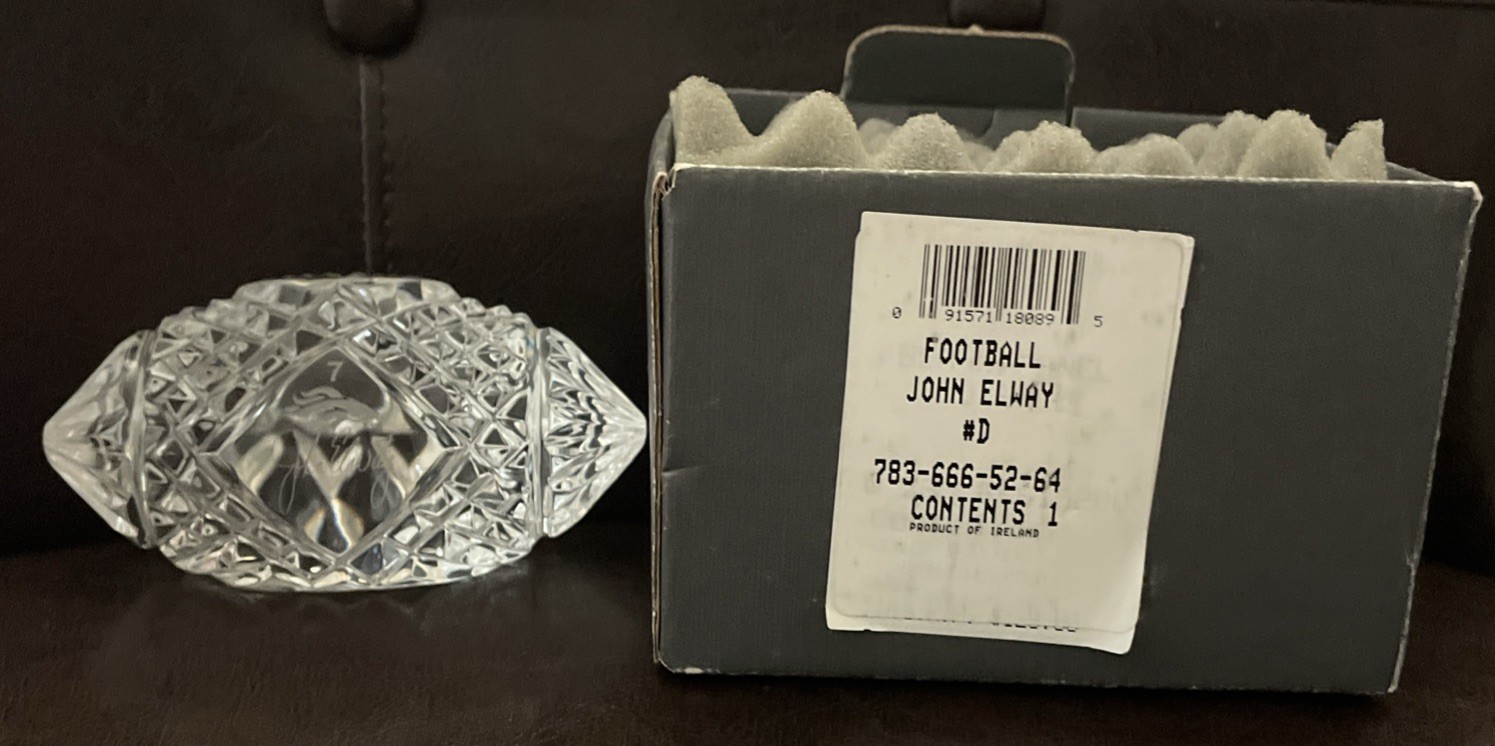 7
0 91571 18089 5
FOOTBALL
JOHN ELWAY
#D
783-666-52-64
CONTENTS 1
PRODUCT OF IRELAND